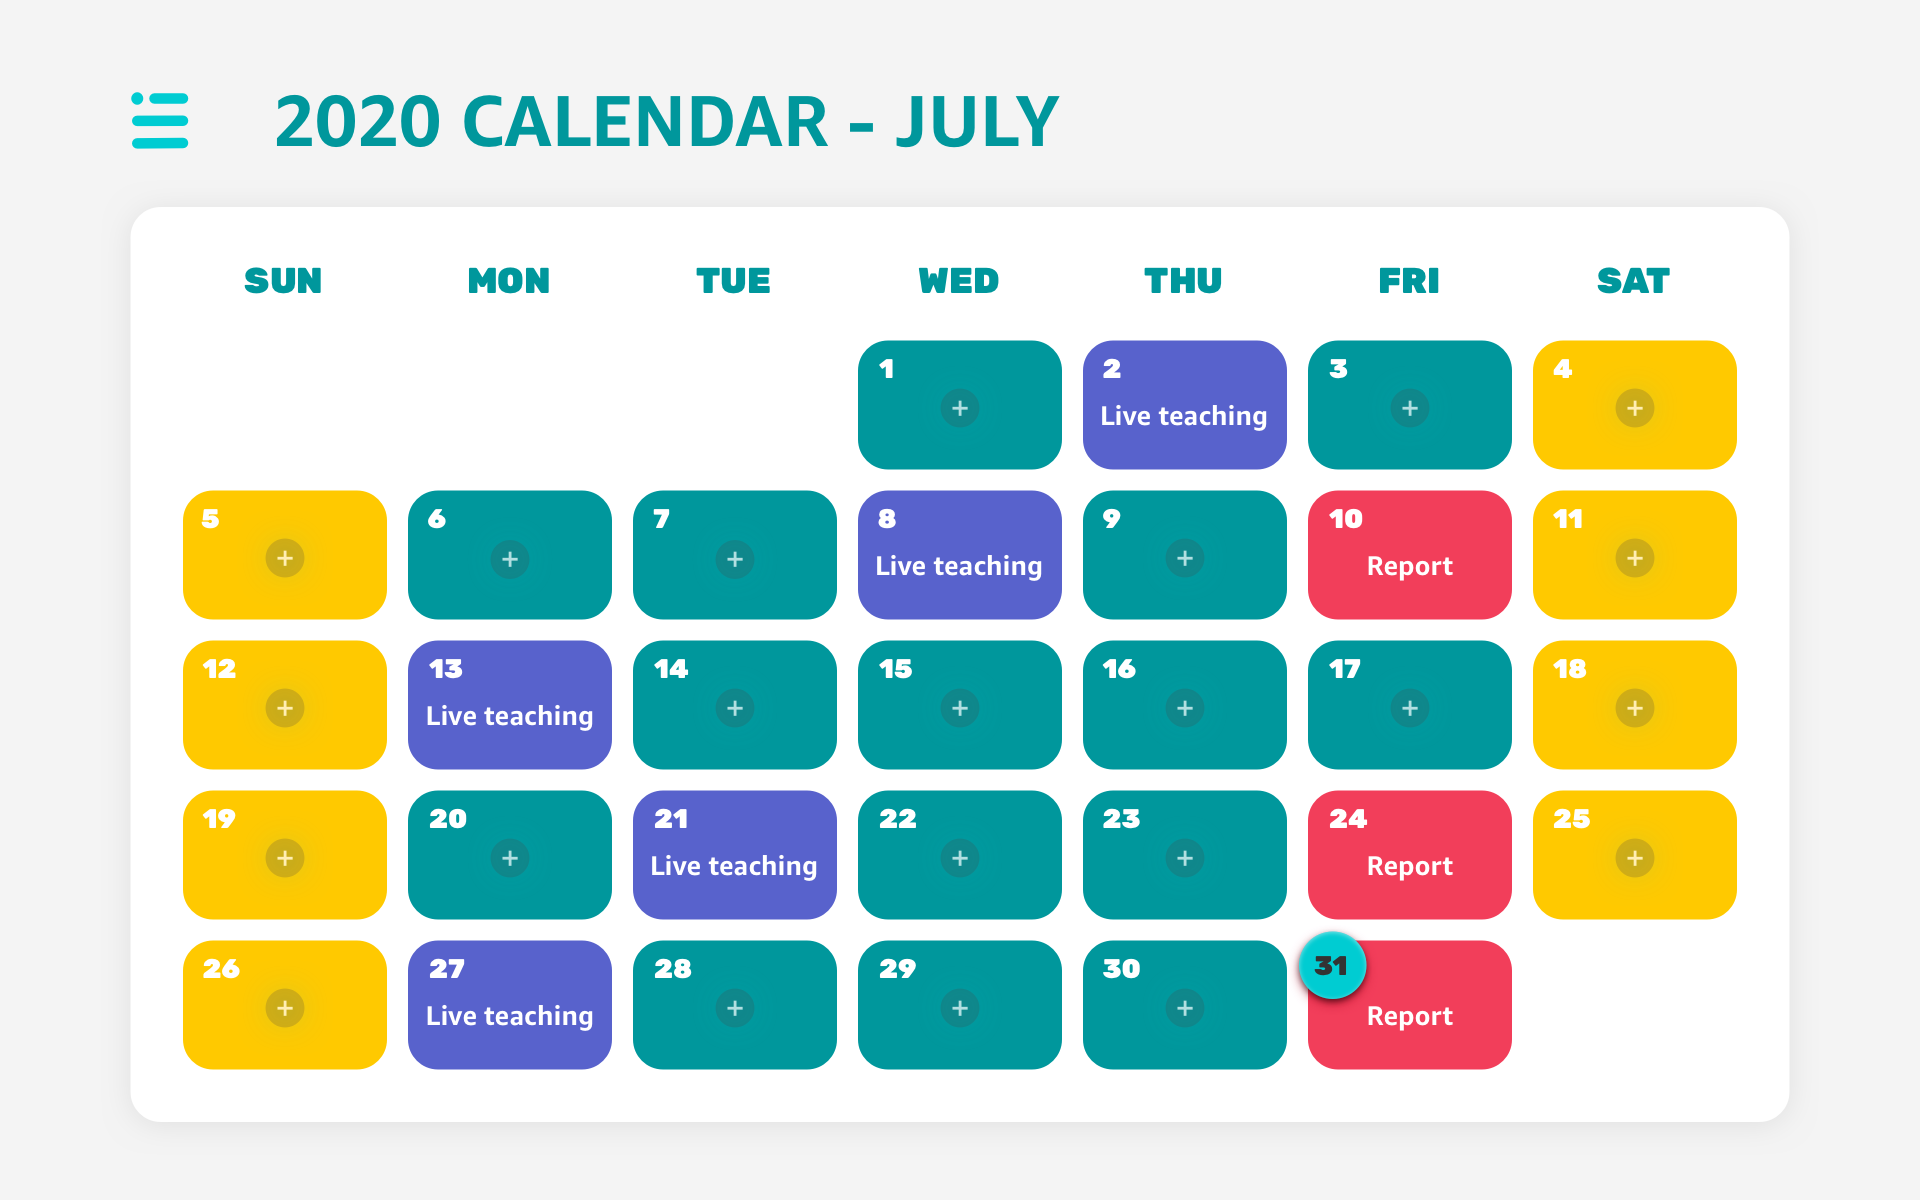 2020 CALENDAR - JULY
SUN MON TUE WED THU FRI SAT
1 2 3 4
Live teaching
5 6 7 8 9 10 11
Live teaching Report
12 13 14 15 16 17 18
Live teaching
19 20 21 22 23 24 25
Live teaching Report
26 27 28 29 30 31
Live teaching Report